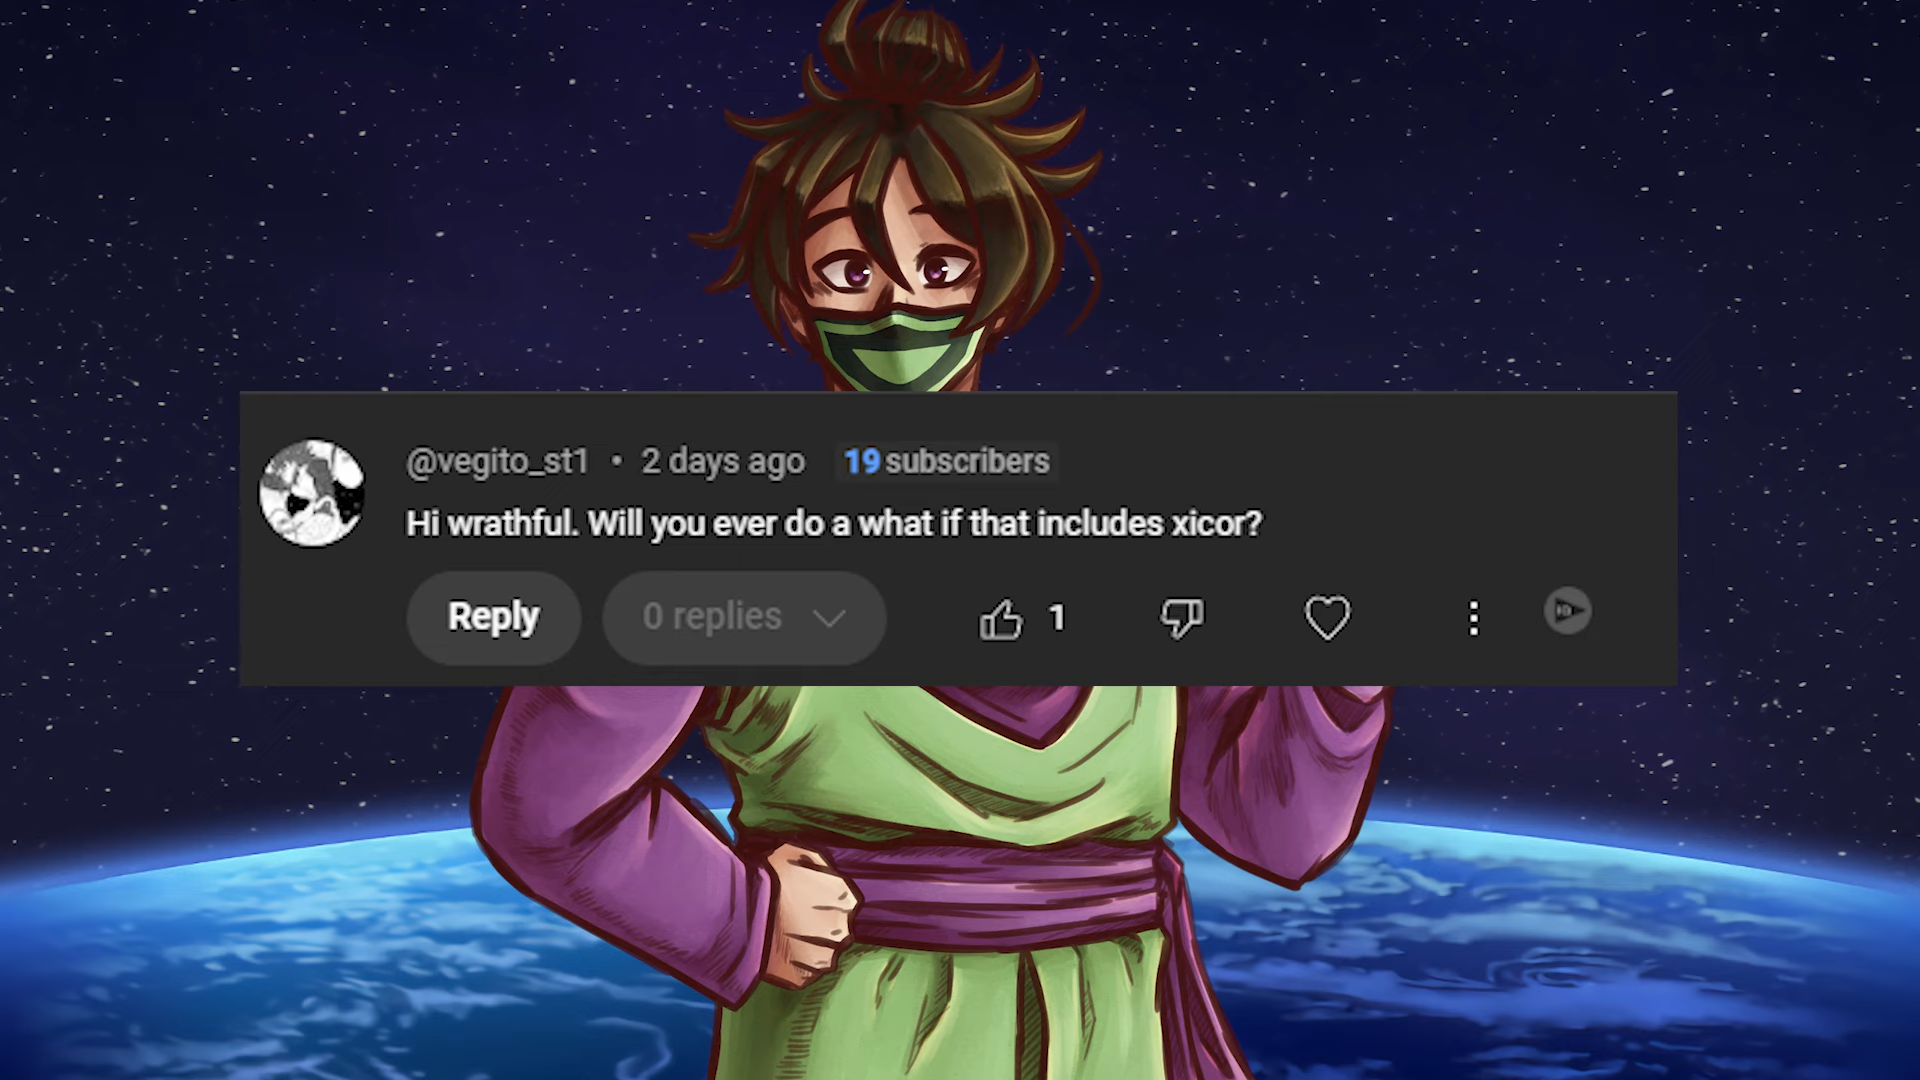 @vegito_st1 • 2 days ago 19 subscribers
Hi wrathful. Will you ever do a what if that includes xicor?
Reply 0 replies 1